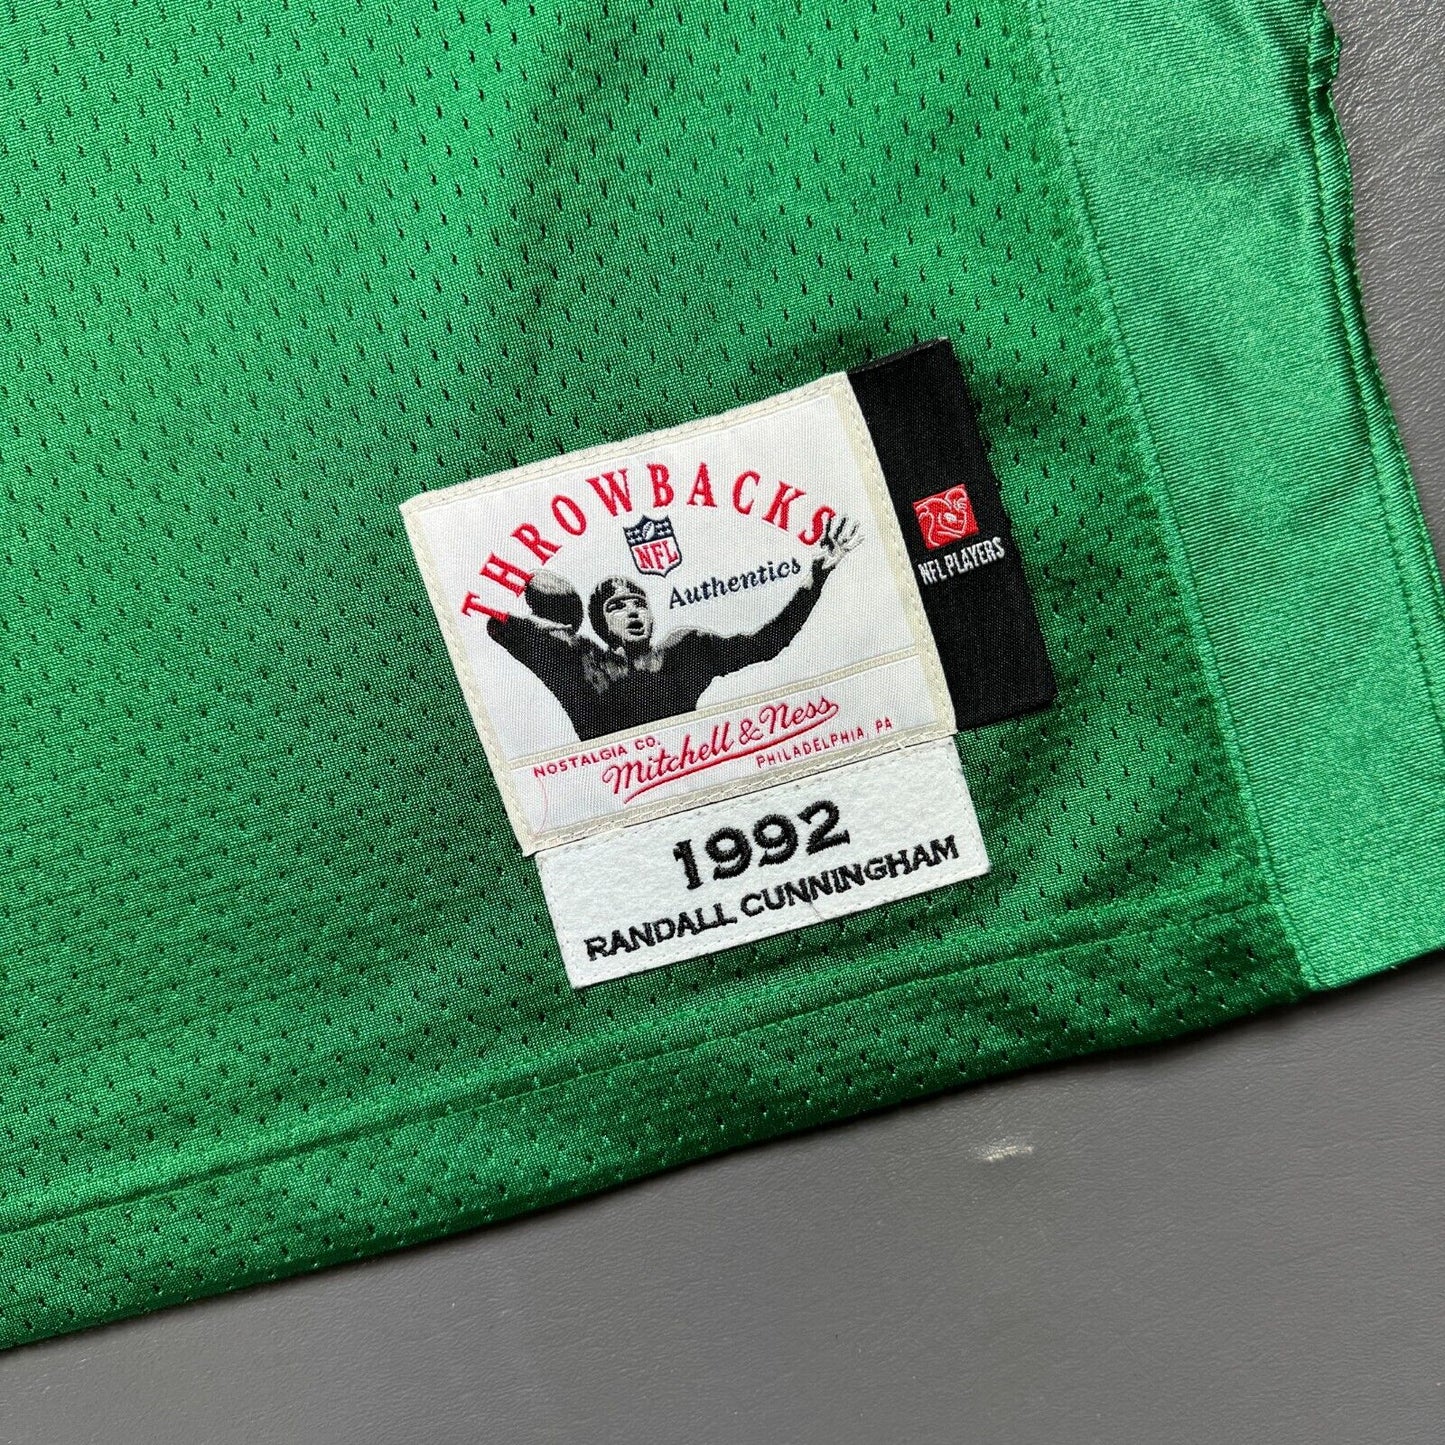 THROWBACKS
NFL
Authentics
NFL PLAYERS
NOSTALGIA CO. Mitchell & Ness PHILADELPHIA, PA
1992
RANDALL CUNNINGHAM